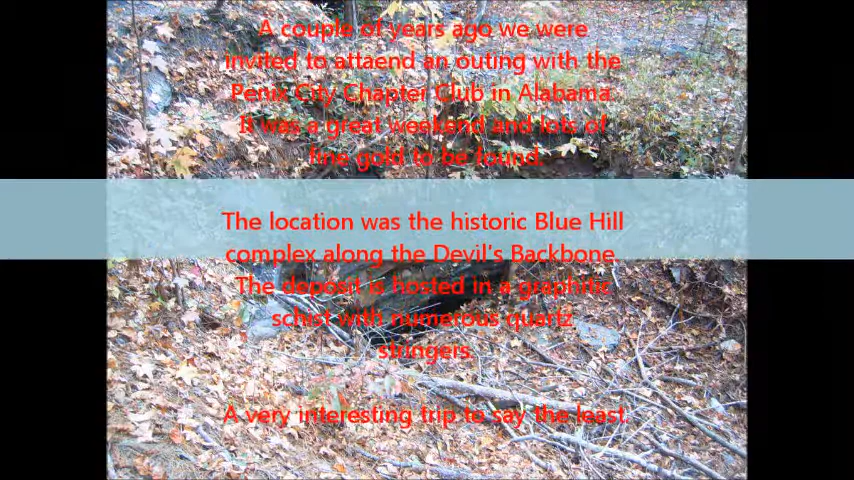 A couple of years ago we were
invited to attaend an outing with the
Penix City Chapter Club in Alabama.
It was a great weekend and lots of
fine gold to be found.
The location was the historic Blue Hill
complex along the Devil's Backbone.
The deposit is hosted in a graphitic
schist with numerous quartz
stringers.
A very interesting trip to say the least.